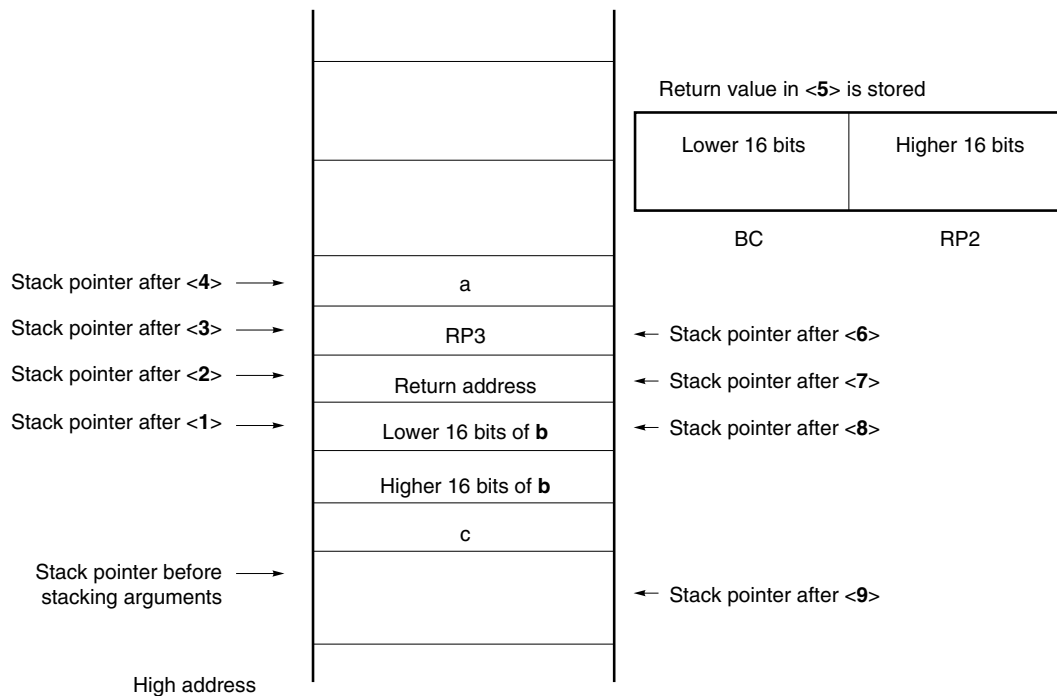 Return value in <5> is stored
Lower 16 bits
Higher 16 bits
BC
RP2
Stack pointer after <4>
a
Stack pointer after <3>
RP3
Stack pointer after <6>
Stack pointer after <2>
Return address
Stack pointer after <7>
Stack pointer after <1>
Lower 16 bits of b
Stack pointer after <8>
Higher 16 bits of b
c
Stack pointer before
stacking arguments
Stack pointer after <9>
High address